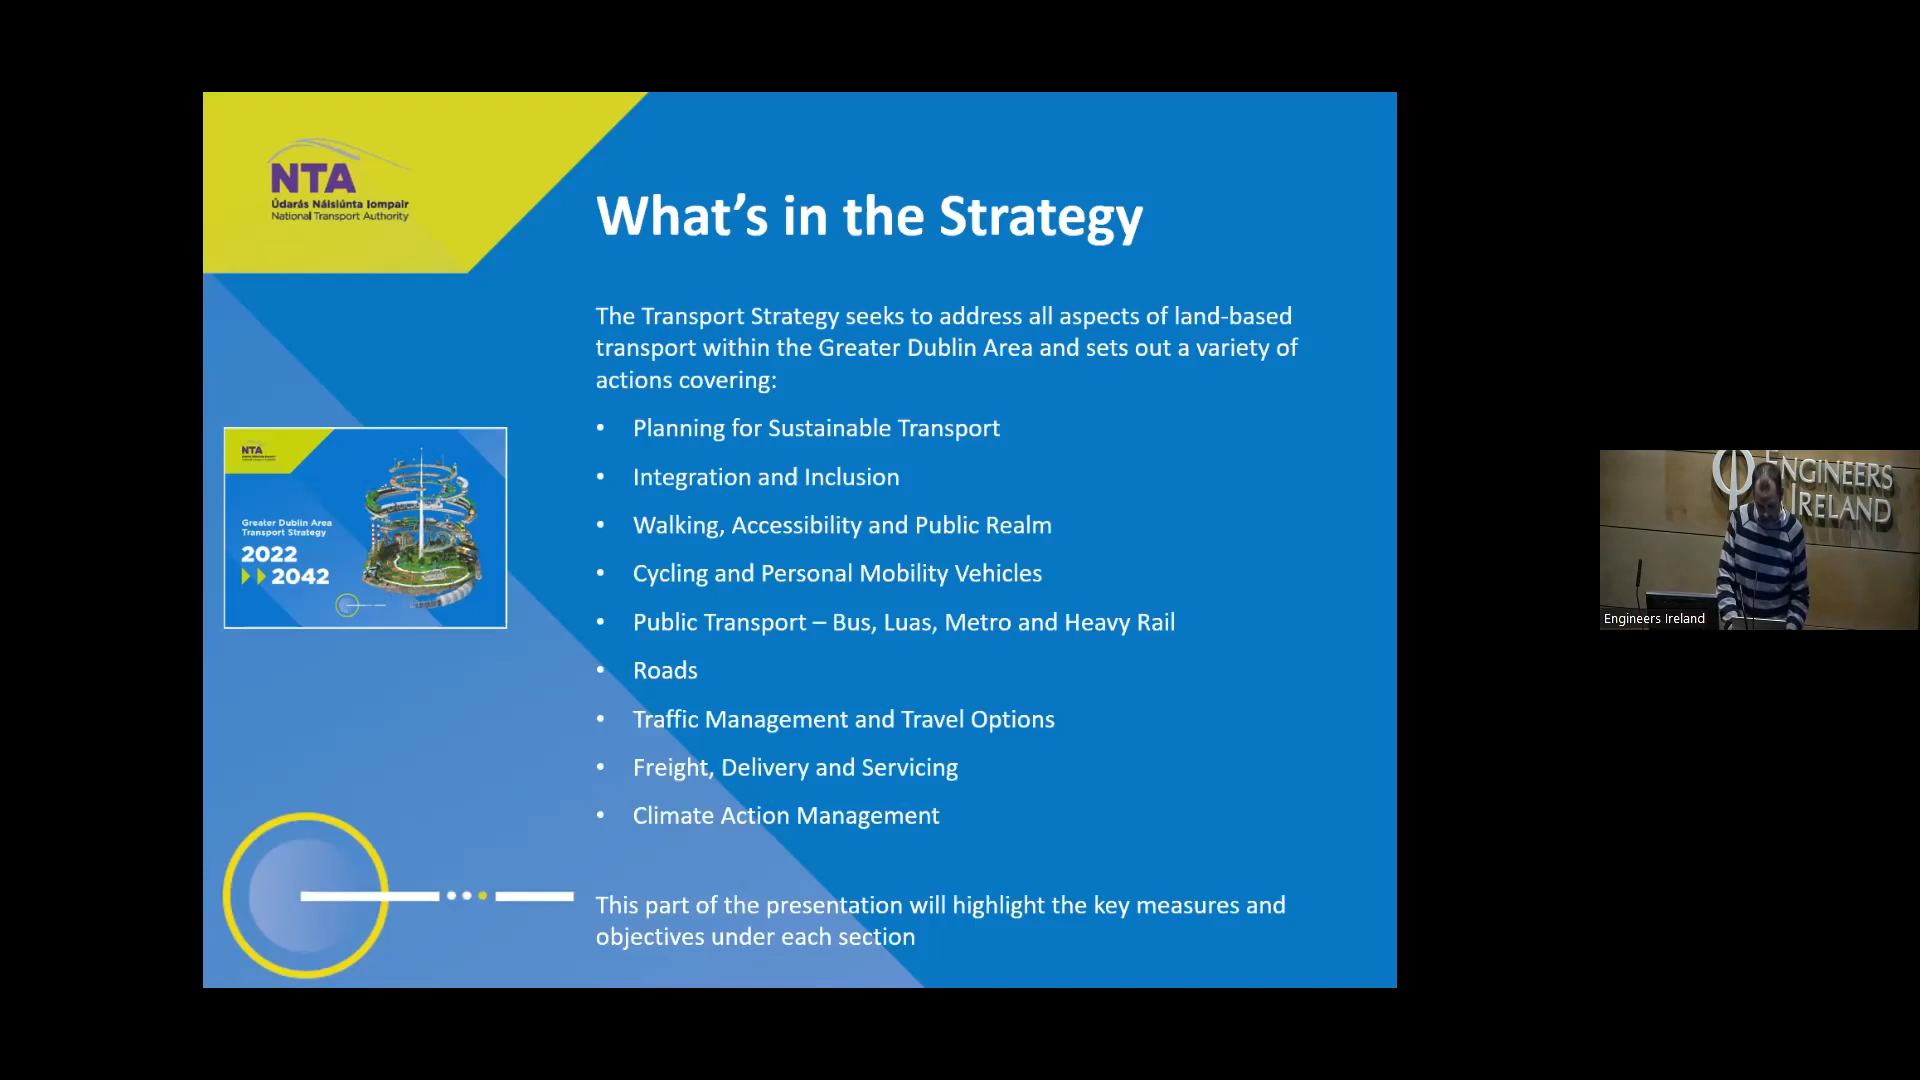 NTA
Údarás Náisiúnta Iompair
National Transport Authority
What's in the Strategy
The Transport Strategy seeks to address all aspects of land-based
transport within the Greater Dublin Area and sets out a variety of
actions covering:
• Planning for Sustainable Transport
• Integration and Inclusion
• Walking, Accessibility and Public Realm
• Cycling and Personal Mobility Vehicles
• Public Transport – Bus, Luas, Metro and Heavy Rail
• Roads
• Traffic Management and Travel Options
• Freight, Delivery and Servicing
• Climate Action Management
This part of the presentation will highlight the key measures and
objectives under each section
NTA
Greater Dublin Area
Transport Strategy
2022
2042
ENGINEERS
IRELAND
Engineers Ireland